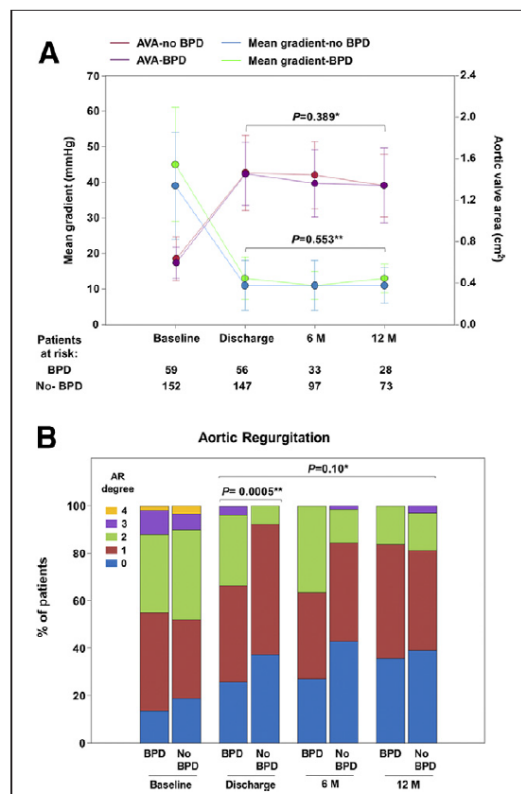 A
AVA-no BPD
Mean gradient-no BPD
AVA-BPD
Mean gradient-BPD
Mean gradient (mmHg)
70
60
50
40
30
20
10
0
P=0.389*
P=0.553**
Aortic valve area (cm²)
2.4
2.0
1.6
1.2
0.8
0.4
0.0
Baseline Discharge 6 M 12 M
Patients
at risk:
BPD 59 56 33 28
No- BPD 152 147 97 73
B
Aortic Regurgitation
P=0.10*
P= 0.0005**
AR
degree
4
3
2
1
0
% of patients
100
80
60
40
20
0
BPD No BPD BPD No BPD BPD No BPD BPD No BPD
Baseline Discharge 6 M 12 M